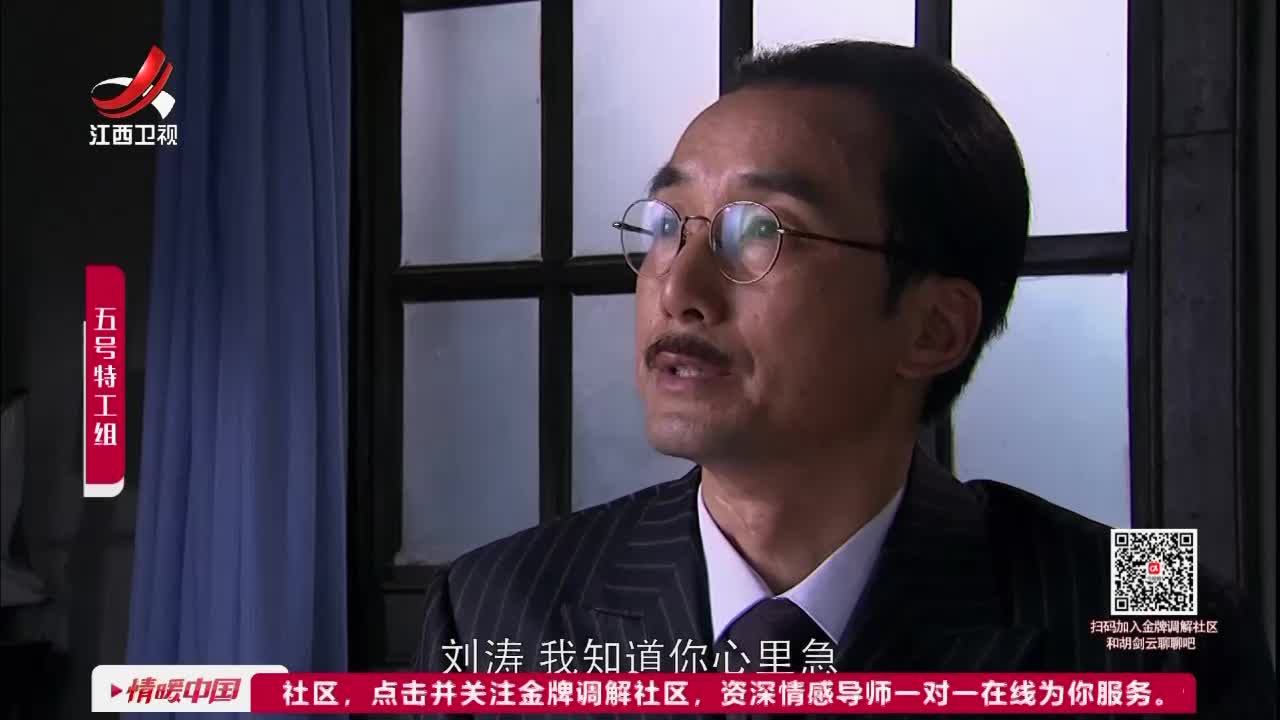 江西卫视
五号特工组
扫码加入金牌调解社区
和胡剑云聊聊吧
刘涛 我知道你心里急
情暖中国
社区，点击并关注金牌调解社区，资深情感导师一对一在线为你服务。